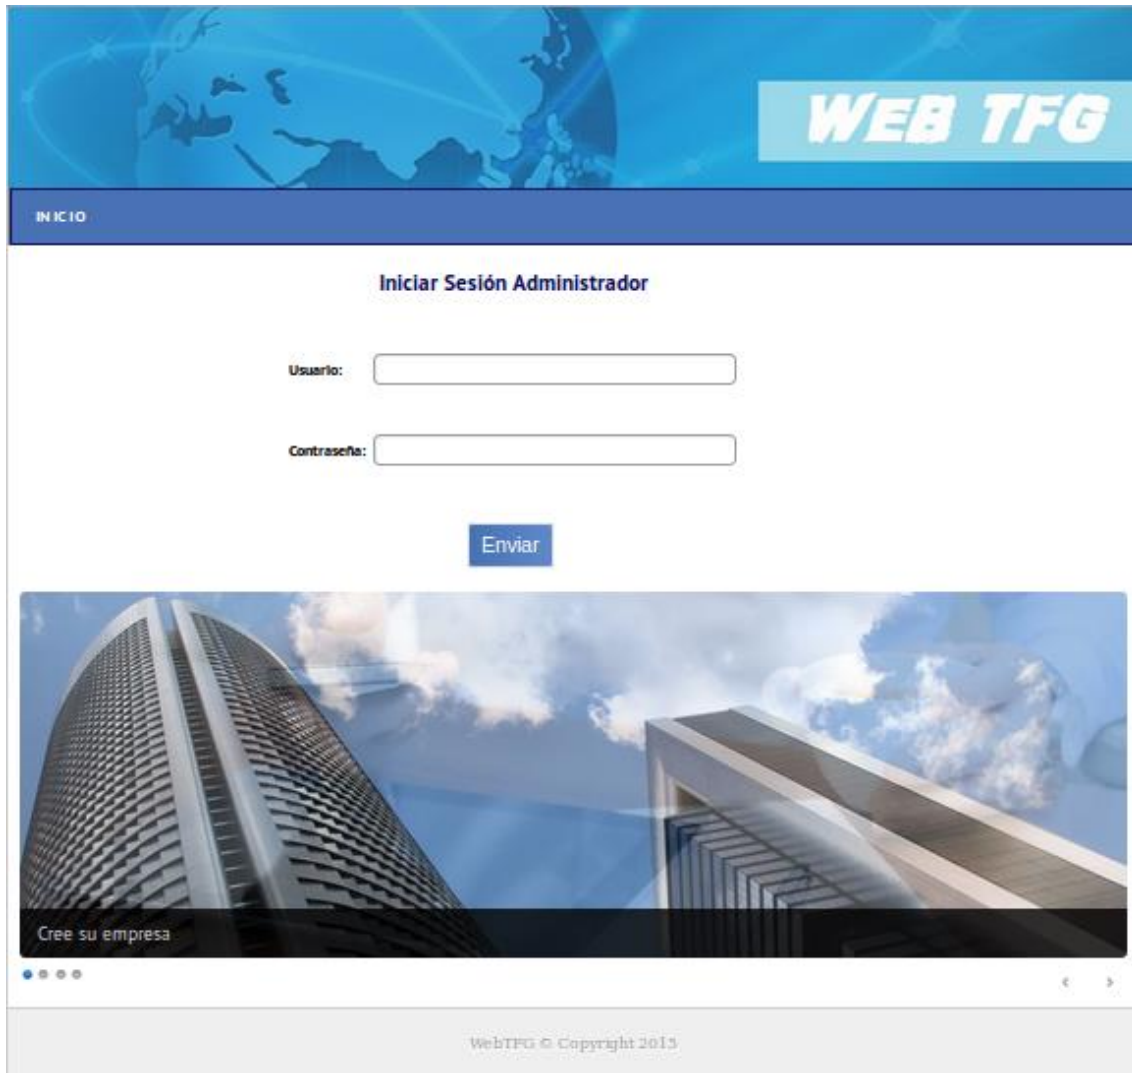 WEB TFG
INICIO
Iniciar Sesión Administrador
Usuario:
Contraseña:
Enviar
Cree su empresa
WebTFG © Copyright 2015